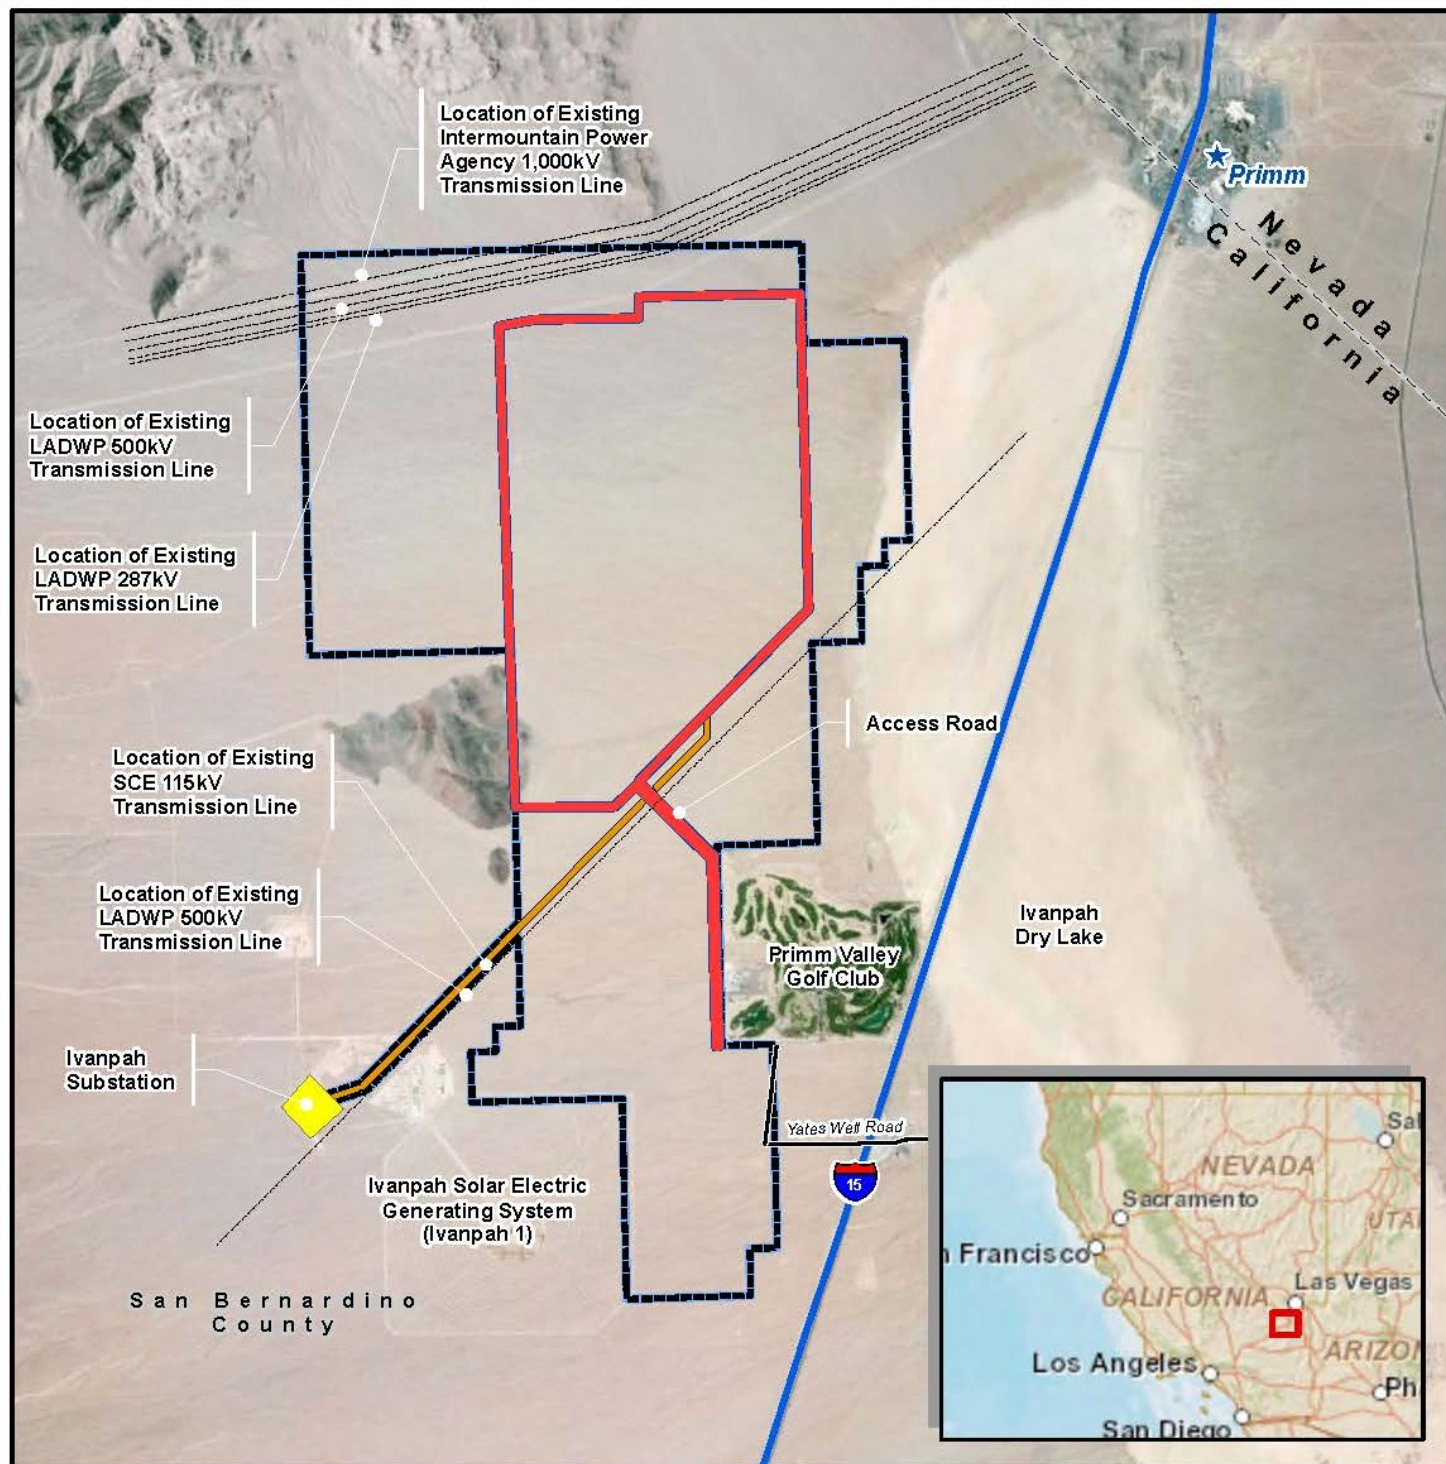 Location of Existing
Intermountain Power
Agency 1,000kV
Transmission Line
Primm
Nevada
California
Location of Existing
LADWP 500kV
Transmission Line
Location of Existing
LADWP 287kV
Transmission Line
Access Road
Location of Existing
SCE 115kV
Transmission Line
Location of Existing
LADWP 500kV
Transmission Line
Ivanpah
Dry Lake
Primm Valley
Golf Club
Ivanpah
Substation
Yates Well Road
15
Ivanpah Solar Electric
Generating System
(Ivanpah 1)
San Bernardino
County
Sal
NEVADA
Sacramento
UTA
n Francisco
Las Vegas
CALIFORNIA
ARIZO
Los Angeles
Ph
San Diego